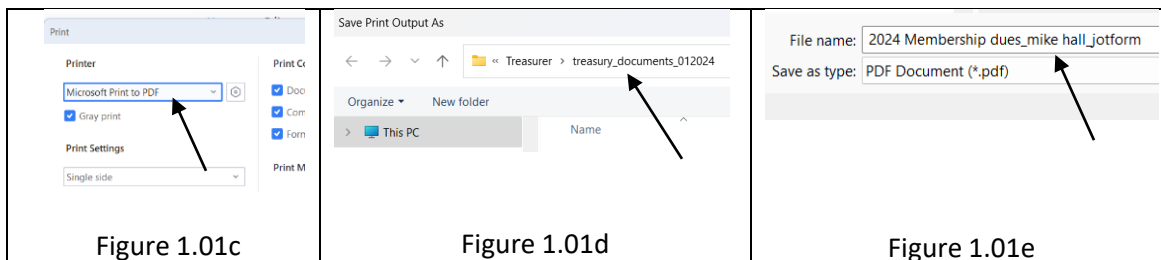 Print
Printer
Print Co
Microsoft Print to PDF
Docu
Gray print
Com
Form
Print Settings
Print M
Single side
Figure 1.01c
Save Print Output As
« Treasurer › treasury_documents_012024
Organize
New folder
This PC
Name
Figure 1.01d
File name: 2024 Membership dues_mike hall_jotform
Save as type: PDF Document (*.pdf)
Figure 1.01e